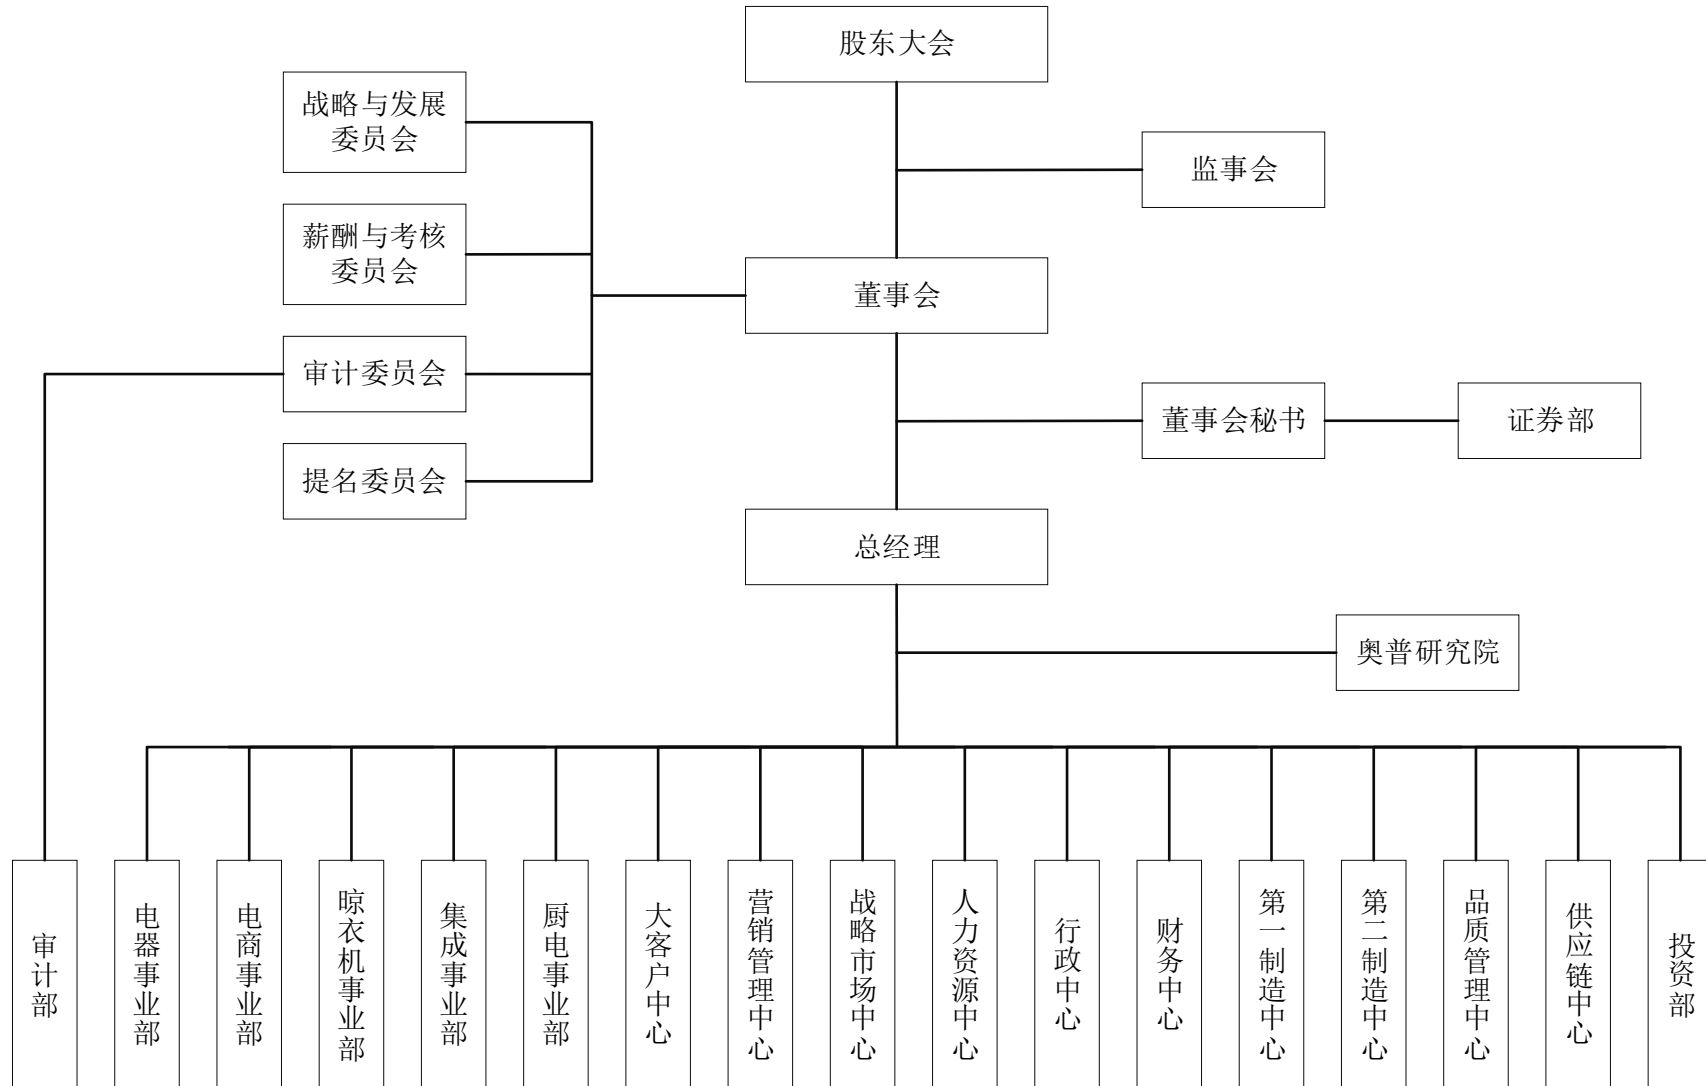 股东大会
战略与发展
委员会
监事会
薪酬与考核
委员会
董事会
审计委员会
董事会秘书
证券部
提名委员会
总经理
奥普研究院
审计部
电器事业部
电商事业部
晾衣机事业部
集成事业部
厨电事业部
大客户中心
营销管理中心
战略市场中心
人力资源中心
行政中心
财务中心
第一制造中心
第二制造中心
品质管理中心
供应链中心
投资部